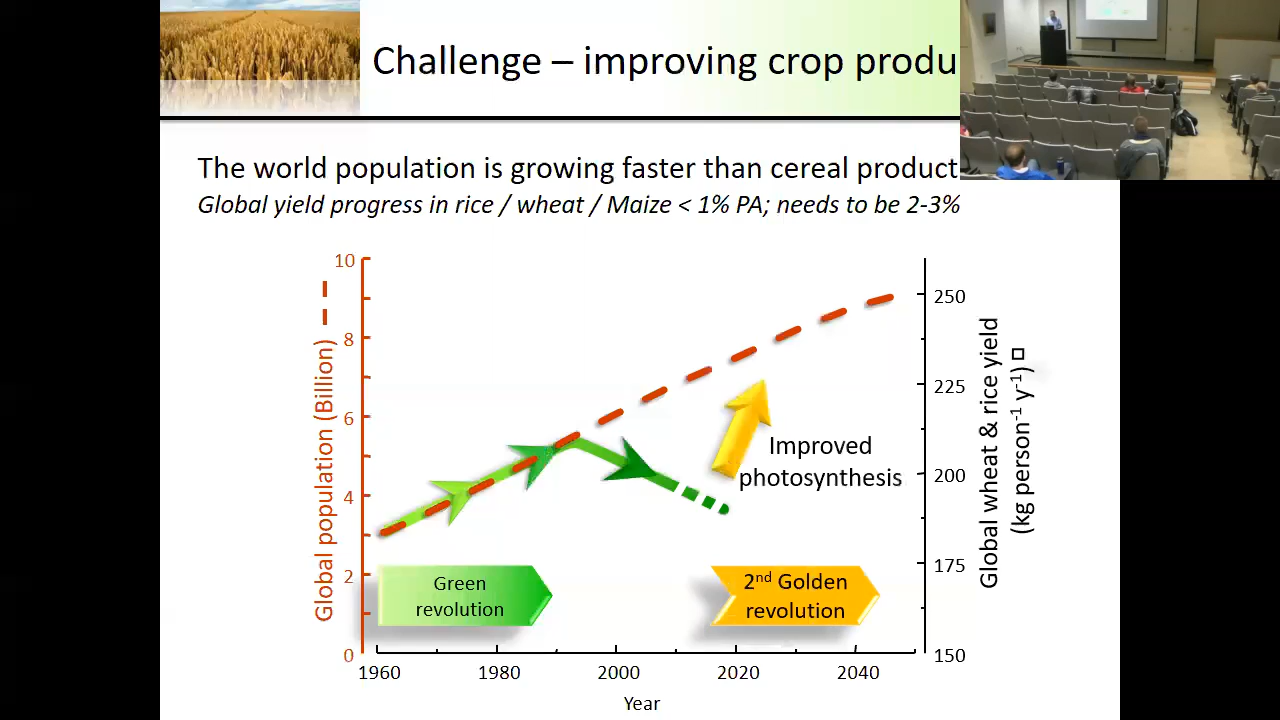 Challenge – improving crop produ
The world population is growing faster than cereal product
Global yield progress in rice / wheat / Maize < 1% PA; needs to be 2-3%
10
8
6
4
2
0
Global population (Billion)
250
225
200
175
150
Global wheat & rice yield
(kg person⁻¹ y⁻¹) □
Improved
photosynthesis
Green
revolution
2nd Golden
revolution
1960
1980
2000
2020
2040
Year